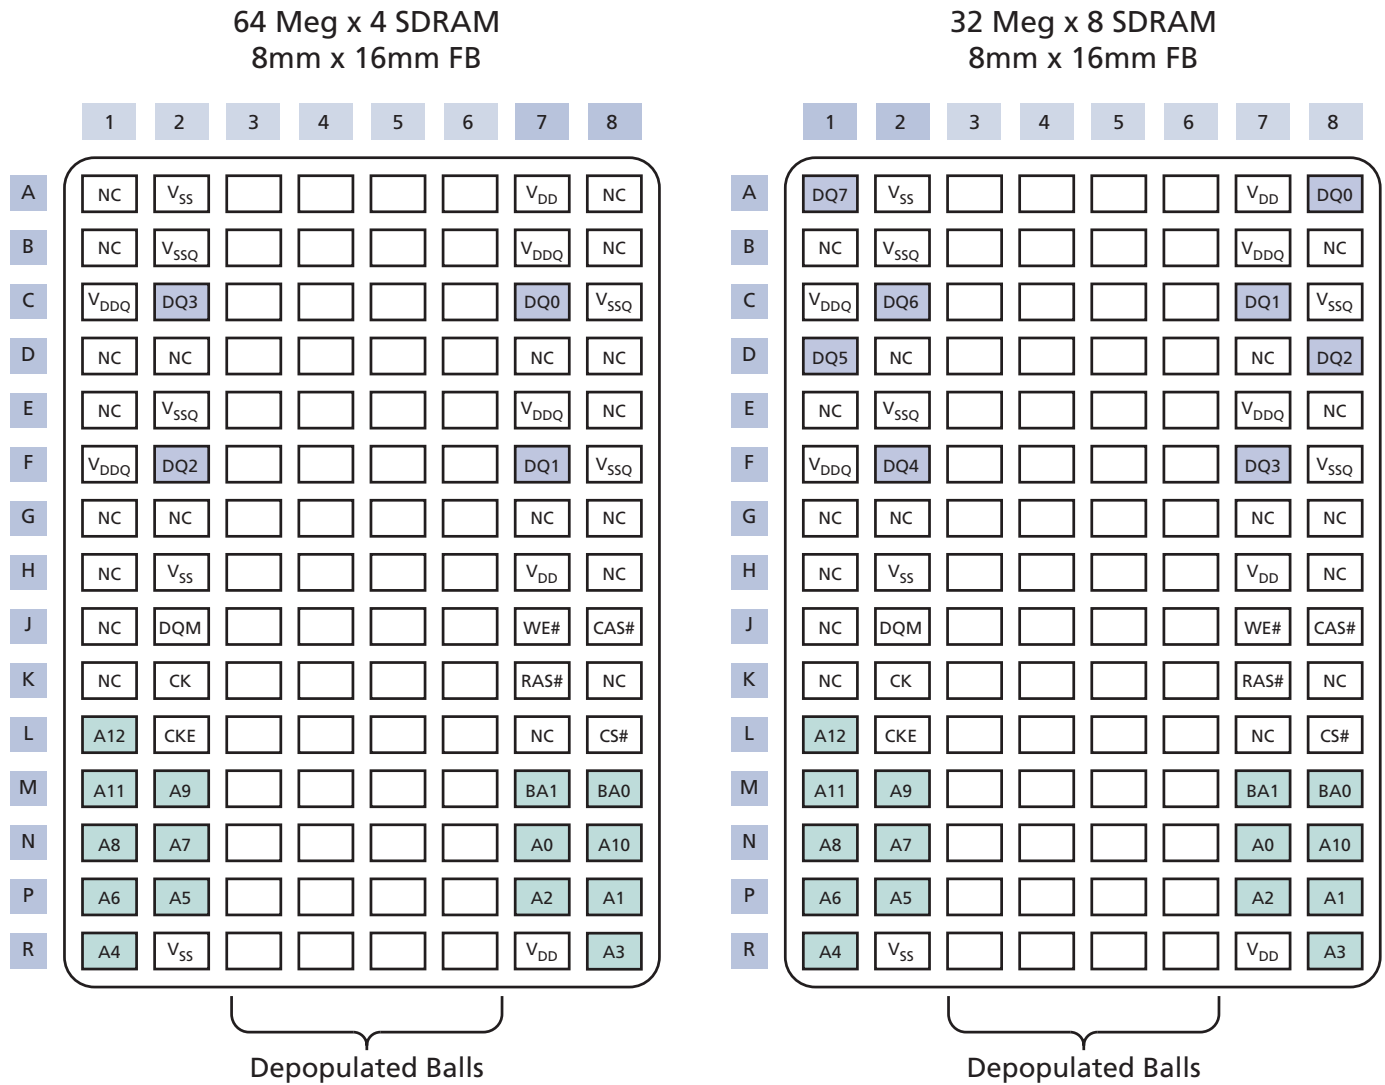 64 Meg x 4 SDRAM
8mm x 16mm FB
1 2 3 4 5 6 7 8
A NC VSS VDD NC
B NC VSSQ VDDQ NC
C VDDQ DQ3 DQ0 VSSQ
D NC NC NC NC
E NC VSSQ VDDQ NC
F VDDQ DQ2 DQ1 VSSQ
G NC NC NC NC
H NC VSS VDD NC
J NC DQM WE# CAS#
K NC CK RAS# NC
L A12 CKE NC CS#
M A11 A9 BA1 BA0
N A8 A7 A0 A10
P A6 A5 A2 A1
R A4 VSS VDD A3
Depopulated Balls
32 Meg x 8 SDRAM
8mm x 16mm FB
1 2 3 4 5 6 7 8
A DQ7 VSS VDD DQ0
B NC VSSQ VDDQ NC
C VDDQ DQ6 DQ1 VSSQ
D DQ5 NC NC DQ2
E NC VSSQ VDDQ NC
F VDDQ DQ4 DQ3 VSSQ
G NC NC NC NC
H NC VSS VDD NC
J NC DQM WE# CAS#
K NC CK RAS# NC
L A12 CKE NC CS#
M A11 A9 BA1 BA0
N A8 A7 A0 A10
P A6 A5 A2 A1
R A4 VSS VDD A3
Depopulated Balls